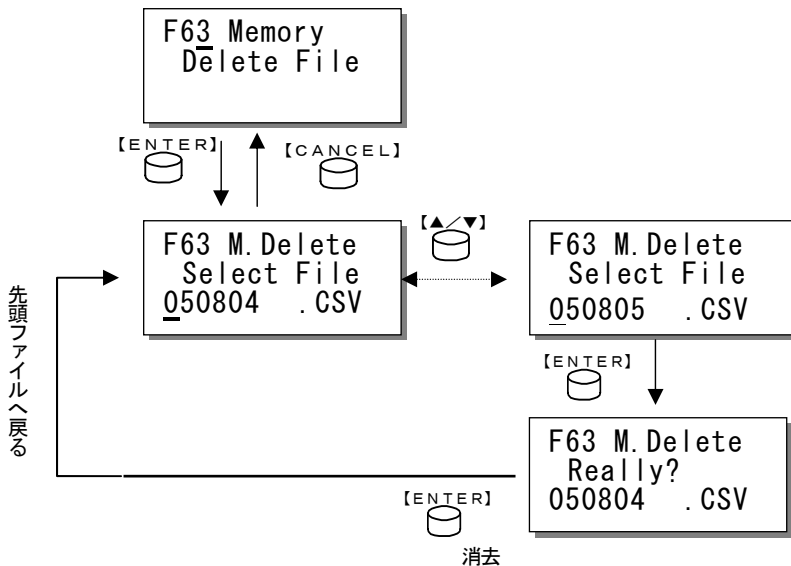 F63 Memory
Delete File
【ENTER】
【CANCEL】
F63 M.Delete
Select File
050804 .CSV
【▲／▼】
F63 M.Delete
Select File
050805 .CSV
【ENTER】
F63 M.Delete
Really?
050804 .CSV
【ENTER】
消去
先頭ファイルへ戻る